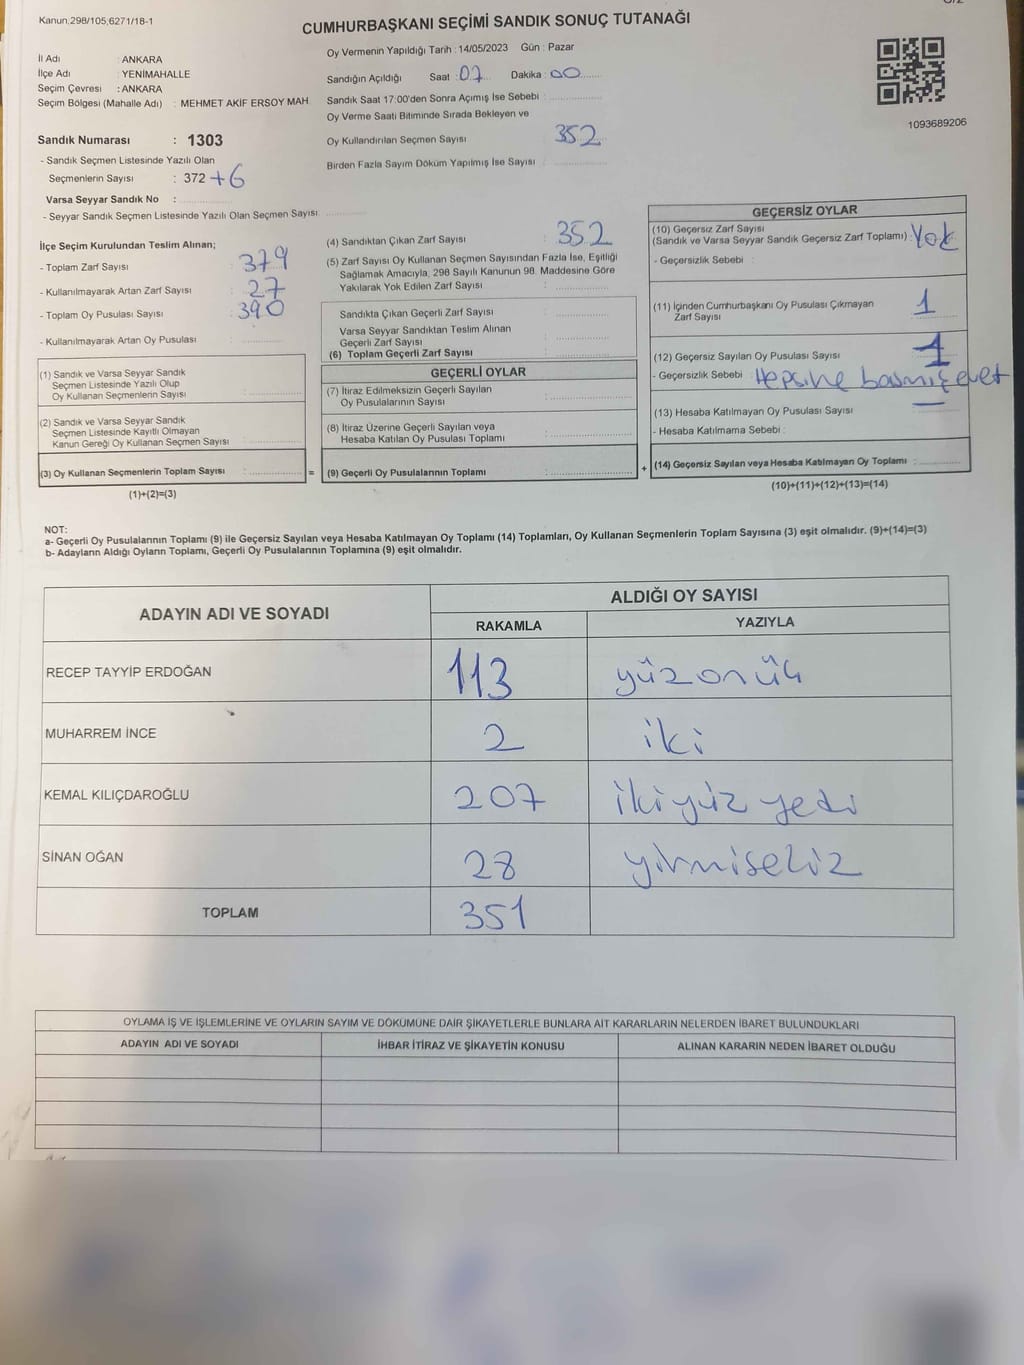 Kanun;298/105;6271/18-1
CUMHURBAŞKANI SEÇİMİ SANDIK SONUÇ TUTANAĞI
İl Adı : ANKARA
İlçe Adı : YENİMAHALLE
Seçim Çevresi : ANKARA
Seçim Bölgesi (Mahalle Adı) : MEHMET AKİF ERSOY MAH
Sandık Numarası : 1303
- Sandık Seçmen Listesinde Yazılı Olan
Seçmenlerin Sayısı : 372 +6
Varsa Seyyar Sandık No :
- Seyyar Sandık Seçmen Listesinde Yazılı Olan Seçmen Sayısı
Oy Vermenin Yapıldığı Tarih : 14/05/2023 Gün : Pazar
Sandığın Açıldığı Saat : 07 Dakika : 00
Sandık Saat 17:00'den Sonra Açımış İse Sebebi :
Oy Verme Saati Bitiminde Sırada Bekleyen ve
Oy Kullandırılan Seçmen Sayısı 352
Birden Fazla Sayım Döküm Yapılmış İse Sayısı
1093689206
İlçe Seçim Kurulundan Teslim Alınan;
- Toplam Zarf Sayısı : 379
- Kullanılmayarak Artan Zarf Sayısı : 27
- Toplam Oy Pusulası Sayısı : 390
- Kullanılmayarak Artan Oy Pusulası :
(1) Sandık ve Varsa Seyyar Sandık
Seçmen Listesinde Yazılı Olup
Oy Kullanan Seçmenlerin Sayısı :
(2) Sandık ve Varsa Seyyar Sandık
Seçmen Listesinde Kayıtlı Olmayan
Kanun Gereği Oy Kullanan Seçmen Sayısı :
(3) Oy Kullanan Seçmenlerin Toplam Sayısı :
(1)+(2)=(3)
(4) Sandıktan Çıkan Zarf Sayısı : 352
(5) Zarf Sayısı Oy Kullanan Seçmen Sayısından Fazla İse, Eşitliği
Sağlamak Amacıyla, 298 Sayılı Kanunun 98. Maddesine Göre
Yakılarak Yok Edilen Zarf Sayısı :
Sandıkta Çıkan Geçerli Zarf Sayısı :
Varsa Seyyar Sandıktan Teslim Alınan
Geçerli Zarf Sayısı :
(6) Toplam Geçerli Zarf Sayısı :
GEÇERLİ OYLAR
(7) İtiraz Edilmeksizin Geçerli Sayılan
Oy Pusulalarının Sayısı :
(8) İtiraz Üzerine Geçerli Sayılan veya
Hesaba Katılan Oy Pusulası Toplamı :
= (9) Geçerli Oy Pusulalarının Toplamı :
GEÇERSİZ OYLAR
(10) Geçersiz Zarf Sayısı
(Sandık ve Varsa Seyyar Sandık Geçersiz Zarf Toplamı) : Yok
- Geçersizlik Sebebi :
(11) İçinden Cumhurbaşkanı Oy Pusulası Çıkmayan
Zarf Sayısı 1
(12) Geçersiz Sayılan Oy Pusulası Sayısı : 1
- Geçersizlik Sebebi : Hepsine basmış evet
(13) Hesaba Katılmayan Oy Pusulası Sayısı : —
- Hesaba Katılmama Sebebi :
+ (14) Geçersiz Sayılan veya Hesaba Katılmayan Oy Toplamı :
(10)+(11)+(12)+(13)=(14)
NOT:
a- Geçerli Oy Pusulalarının Toplamı (9) ile Geçersiz Sayılan veya Hesaba Katılmayan Oy Toplamı (14) Toplamları, Oy Kullanan Seçmenlerin Toplam Sayısına (3) eşit olmalıdır. (9)+(14)=(3)
b- Adayların Aldığı Oyların Toplamı, Geçerli Oy Pusulalarının Toplamına (9) eşit olmalıdır.
ADAYIN ADI VE SOYADI
ALDIĞI OY SAYISI
RAKAMLA YAZIYLA
RECEP TAYYİP ERDOĞAN 113 yüzonüç
MUHARREM İNCE 2 iki
KEMAL KILIÇDAROĞLU 207 ikiyüz yedi
SİNAN OĞAN 28 yirmisekiz
TOPLAM 351
OYLAMA İŞ VE İŞLEMLERİNE VE OYLARIN SAYIM VE DÖKÜMÜNE DAİR ŞİKAYETLERLE BUNLARA AİT KARARLARIN NELERDEN İBARET BULUNDUKLARI
ADAYIN ADI VE SOYADI İHBAR İTİRAZ VE ŞİKAYETİN KONUSU ALINAN KARARIN NEDEN İBARET OLDUĞU